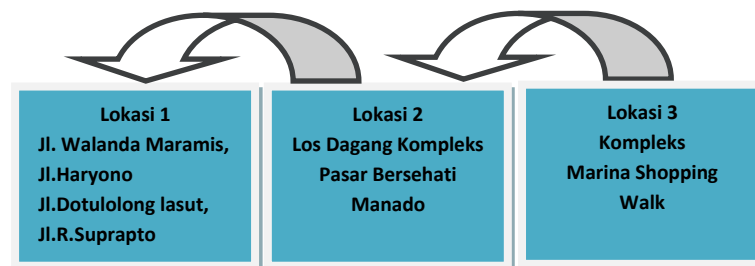 Lokasi 1
Jl. Walanda Maramis,
Jl.Haryono
Jl.Dotulolong lasut,
Jl.R.Suprapto
Lokasi 2
Los Dagang Kompleks
Pasar Bersehati
Manado
Lokasi 3
Kompleks
Marina Shopping
Walk